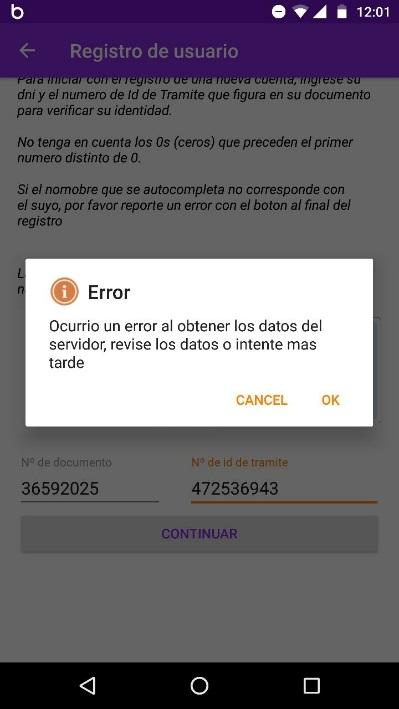 b
12:01
Registro de usuario
Para iniciar con el registro de una nueva cuenta, ingrese su
dni y el numero de Id de Tramite que figura en su documento
para verificar su identidad.
No tenga en cuenta los 0s (ceros) que preceden el primer
numero distinto de 0.
Si el nomobre que se autocompleta no corresponde con
el suyo, por favor reporte un error con el boton al final del
registro
Error
Ocurrio un error al obtener los datos del
servidor, revise los datos o intente mas
tarde
CANCEL OK
Nº de documento Nº de id de tramite
36592025 472536943
CONTINUAR